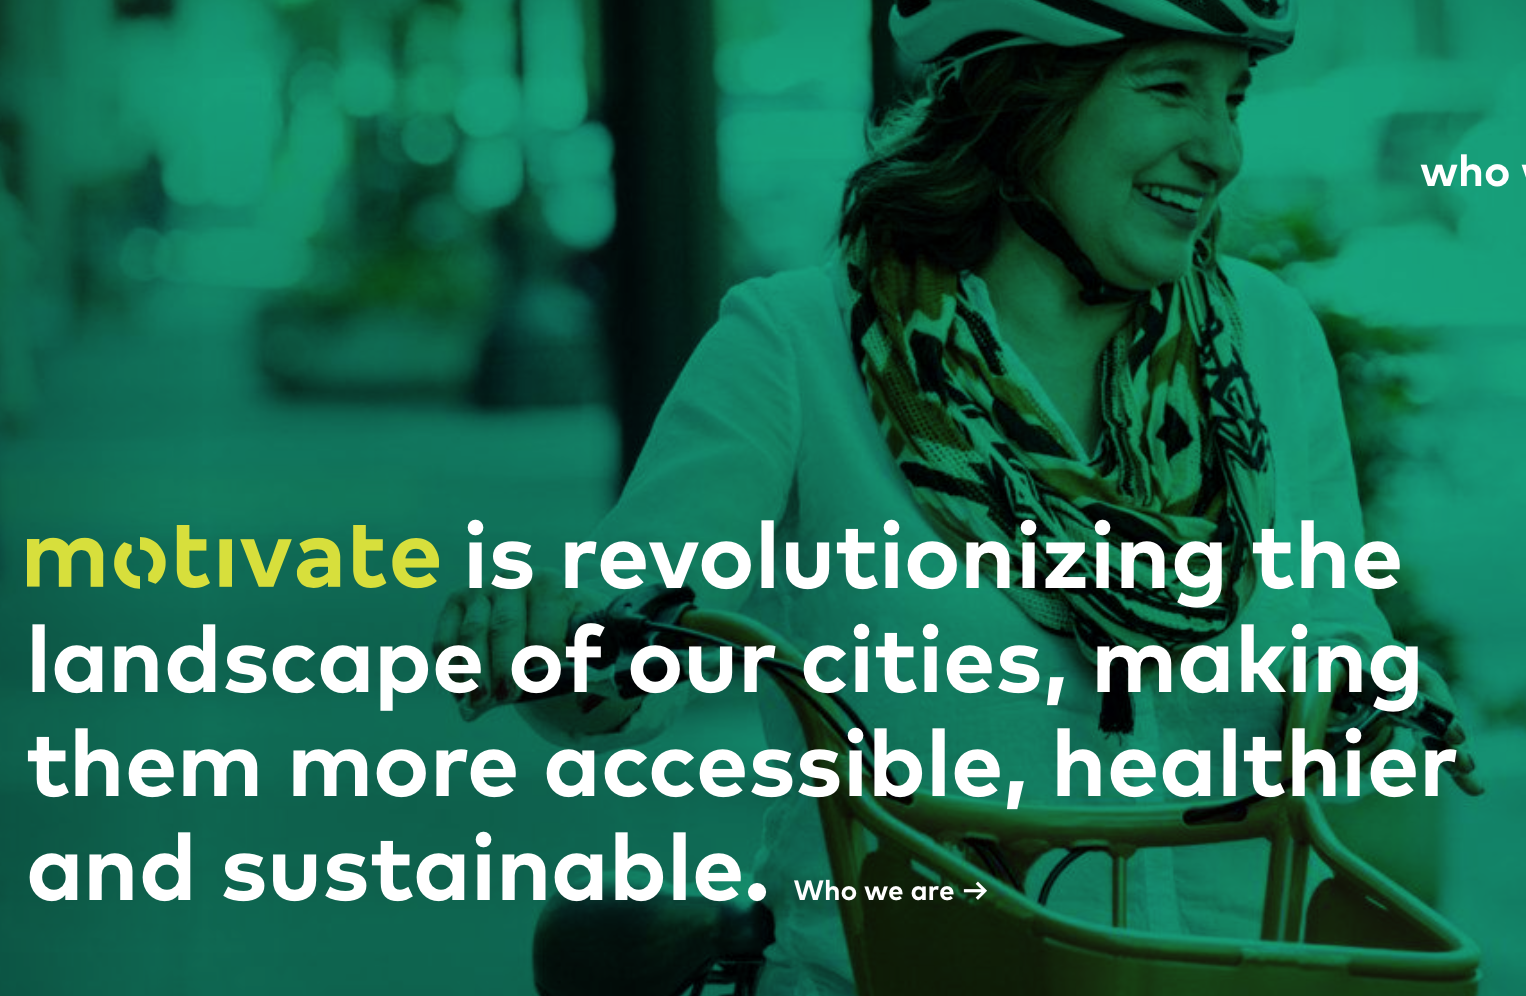 who
motivate is revolutionizing the
landscape of our cities, making
them more accessible, healthier
and sustainable. Who we are →